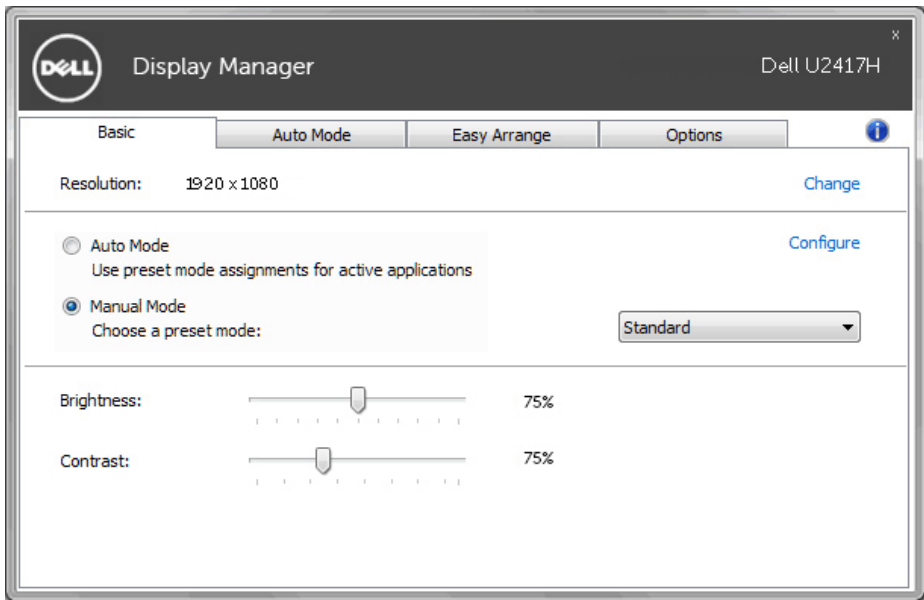 x
DELL Display Manager Dell U2417H
Basic Auto Mode Easy Arrange Options i
Resolution: 1920 x 1080 Change
Auto Mode Configure
Use preset mode assignments for active applications
Manual Mode
Choose a preset mode: Standard
Brightness: 75%
Contrast: 75%